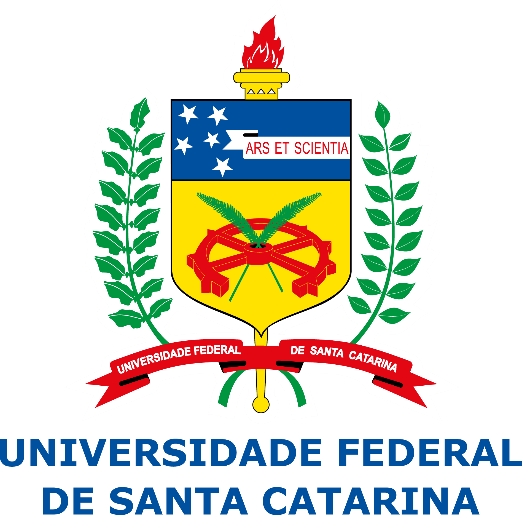 ARS ET SCIENTIA
UNIVERSIDADE FEDERAL DE SANTA CATARINA
UNIVERSIDADE FEDERAL
DE SANTA CATARINA